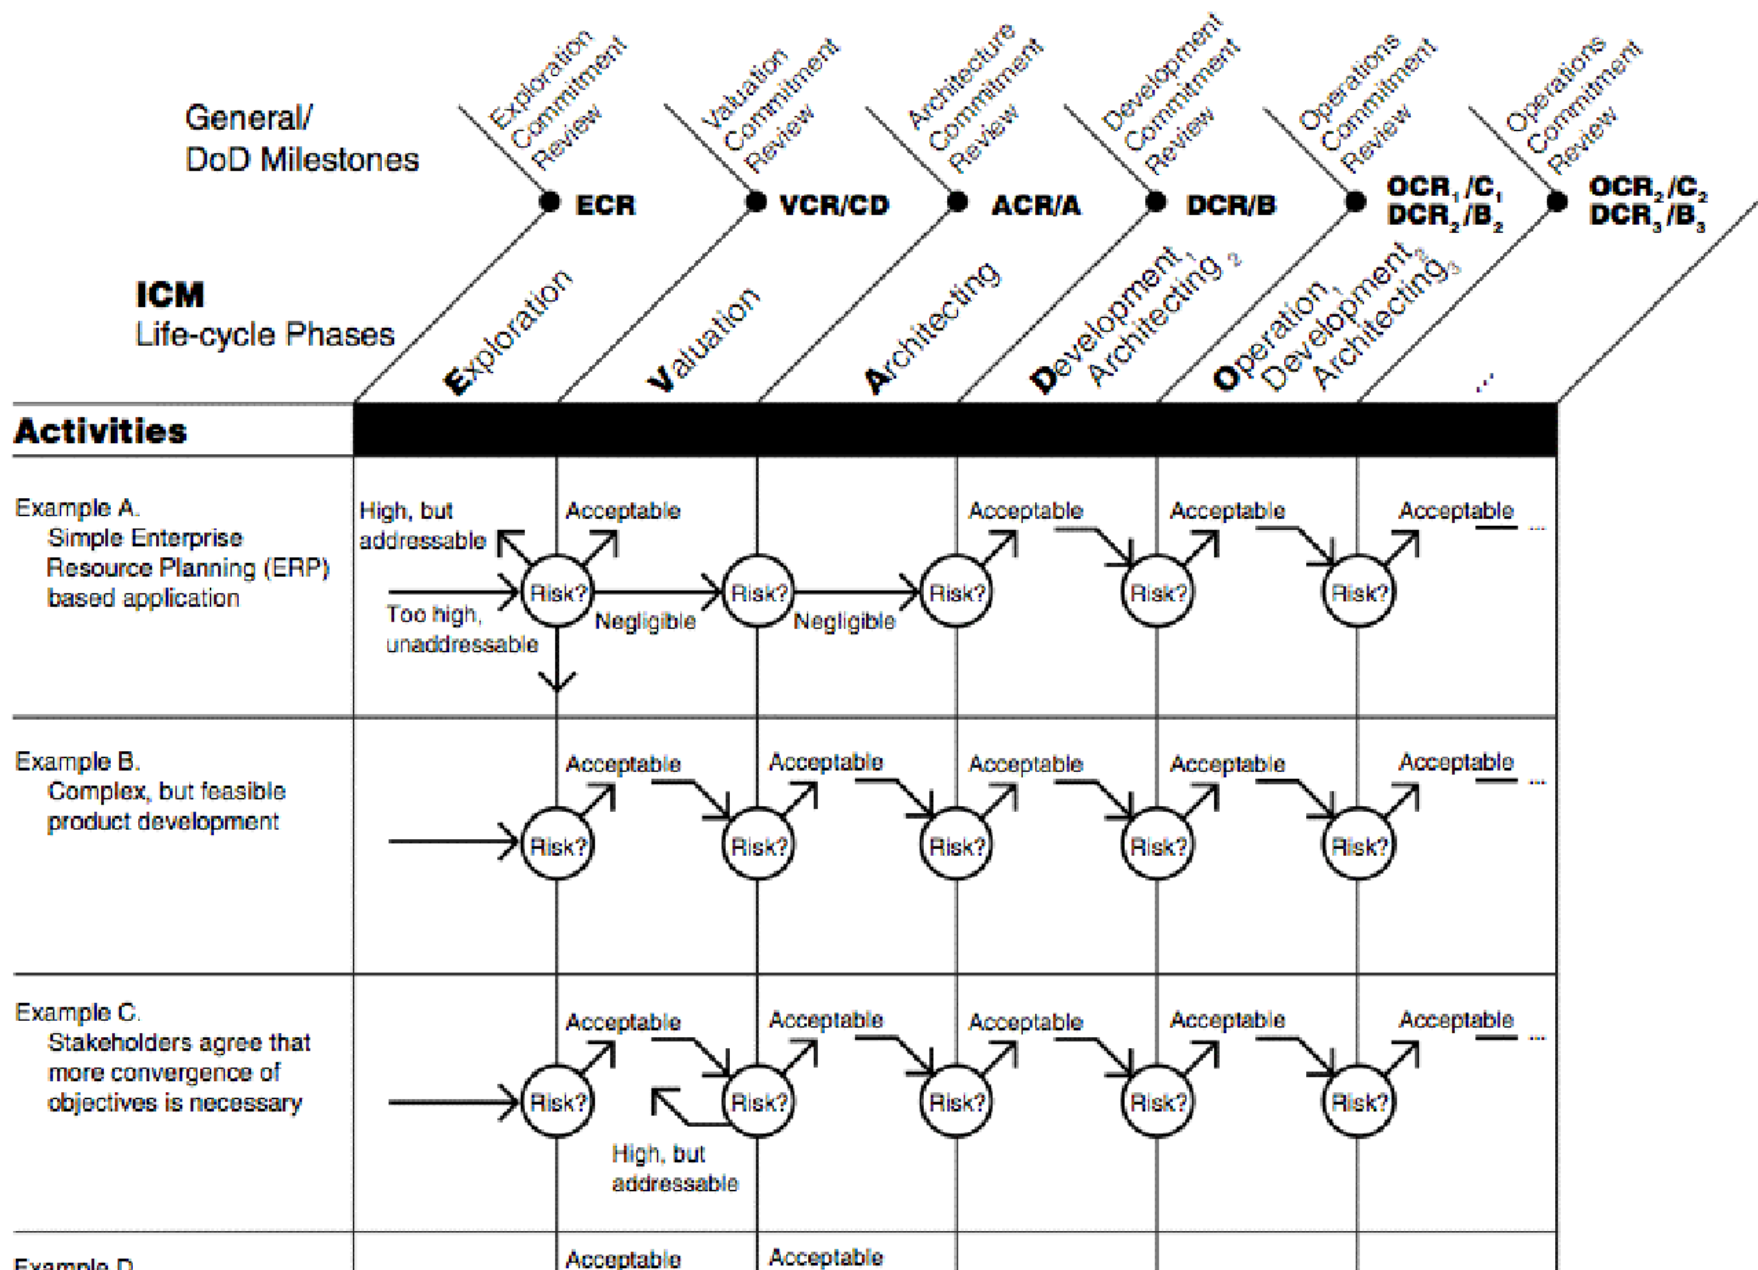 General/
DoD Milestones
Exploration
Commitment
Review
Valuation
Commitment
Review
Architecture
Commitment
Review
Development
Commitment
Review
Operations
Commitment
Review
Operations
Commitment
Review
ECR
VCR/CD
ACR/A
DCR/B
OCR₁/C₁
DCR₂/B₂
OCR₂/C₂
DCR₃/B₃
ICM
Life-cycle Phases
Exploration
Valuation
Architecting
Development₁
Architecting₂
Operation₁
Development₂
Architecting₃
...
Activities
Example A.
Simple Enterprise
Resource Planning (ERP)
based application
High, but
addressable
Acceptable
Acceptable
Acceptable
Acceptable
...
Risk?
Risk?
Risk?
Risk?
Risk?
Too high,
unaddressable
Negligible
Negligible
Example B.
Complex, but feasible
product development
Acceptable
Acceptable
Acceptable
Acceptable
Acceptable
...
Risk?
Risk?
Risk?
Risk?
Risk?
Example C.
Stakeholders agree that
more convergence of
objectives is necessary
Acceptable
Acceptable
Acceptable
Acceptable
Acceptable
...
Risk?
Risk?
Risk?
Risk?
Risk?
High, but
addressable
Example D.
Acceptable
Acceptable